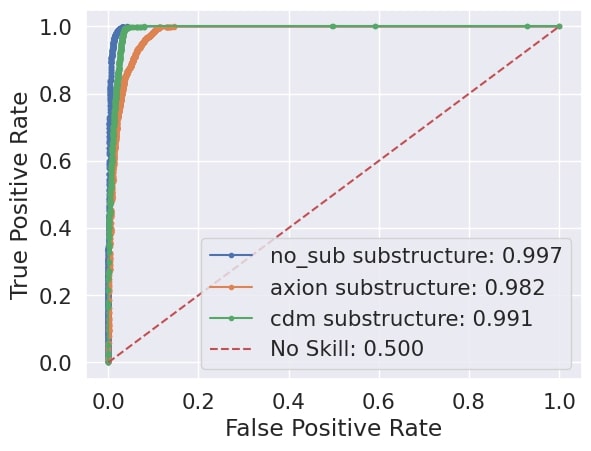 1.0
0.8
0.6
0.4
0.2
0.0
True Positive Rate
no_sub substructure: 0.997
axion substructure: 0.982
cdm substructure: 0.991
No Skill: 0.500
0.0 0.2 0.4 0.6 0.8 1.0
False Positive Rate